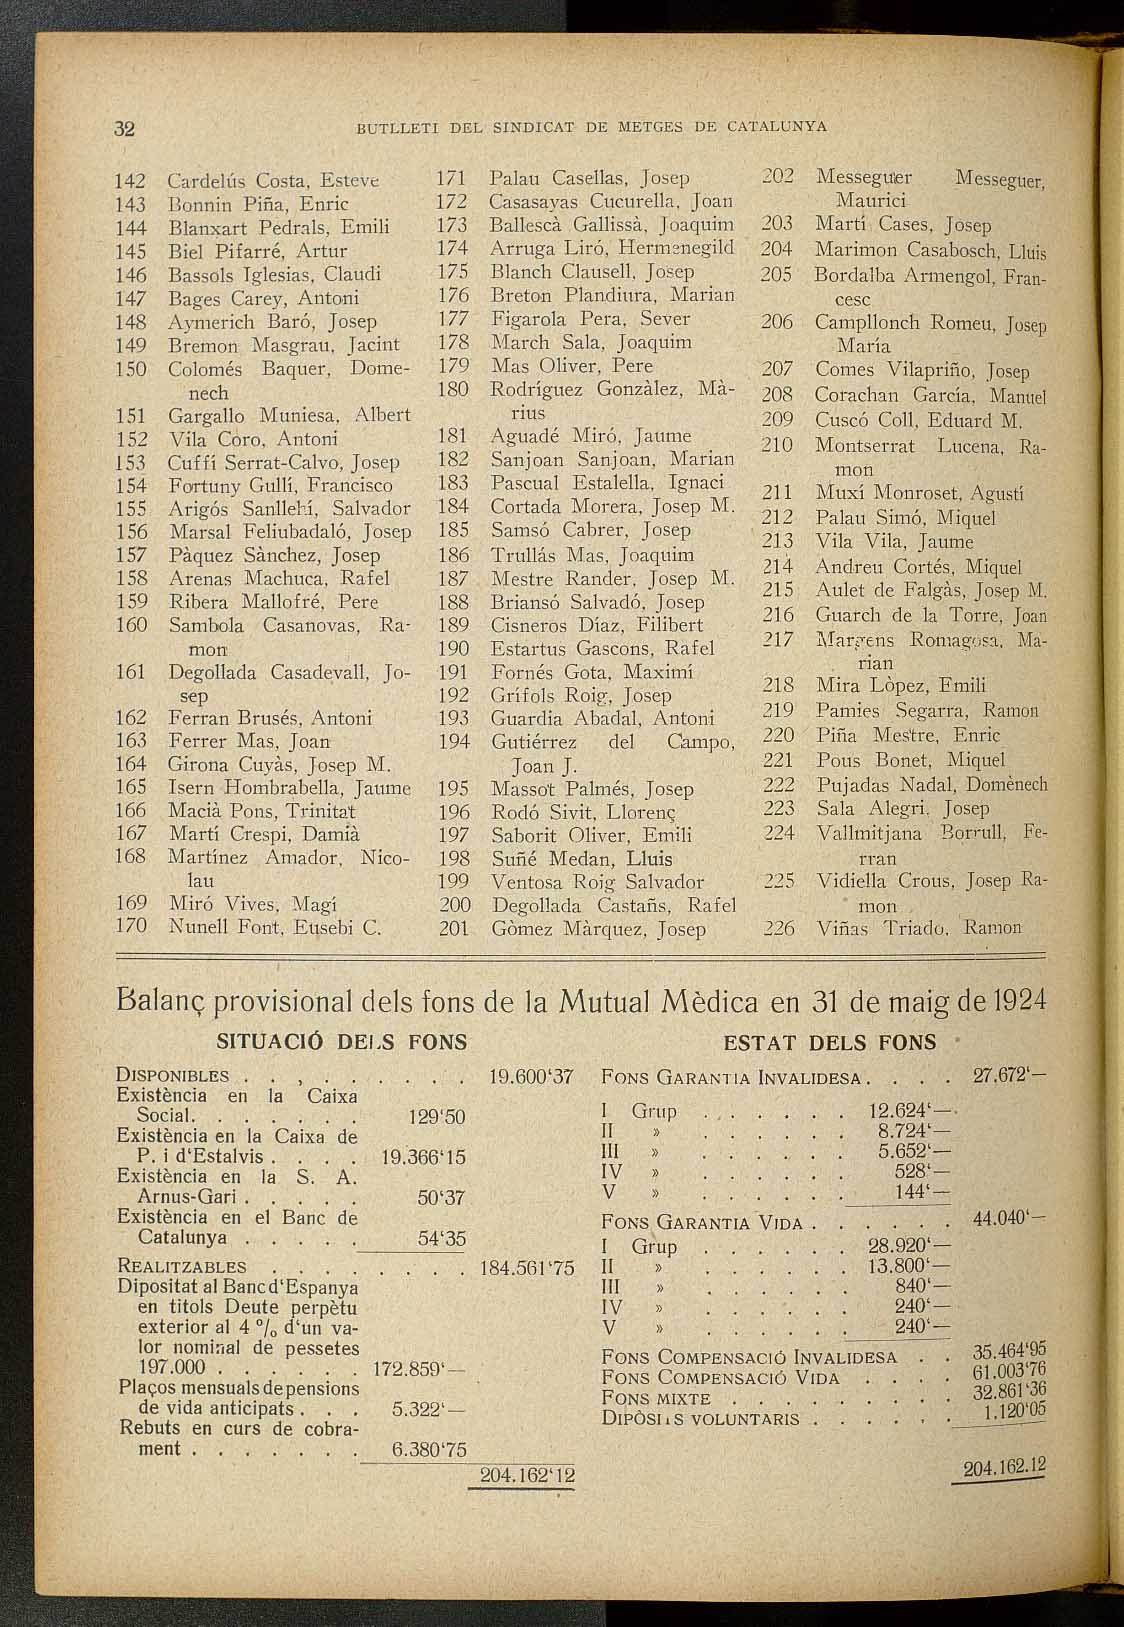 32
BUTLLETI DEL SINDICAT DE METGES DE CATALUNYA
142 Cardelús Costa, Esteve
143 Bonnin Piña, Enric
144 Blanxart Pedrals, Emili
145 Biel Pifarré, Artur
146 Bassols Iglesias, Claudi
147 Bages Carey, Antoni
148 Aymerich Baró, Josep
149 Bremon Masgrau, Jacint
150 Colomés Baquer, Dome-
nech
151 Gargallo Muniesa, Albert
152 Vila Coro, Antoni
153 Cuffí Serrat-Calvo, Josep
154 Fortuny Gullí, Francisco
155 Arigós Sanllehí, Salvador
156 Marsal Feliubadaló, Josep
157 Pàquez Sànchez, Josep
158 Arenas Machuca, Rafel
159 Ribera Mallofré, Pere
160 Sambola Casanovas, Ra-
mon
161 Degollada Casadevall, Jo-
sep
162 Ferran Brusés, Antoni
163 Ferrer Mas, Joan
164 Girona Cuyàs, Josep M.
165 Isern Hombrabella, Jaume
166 Macià Pons, Trinitat
167 Martí Crespi, Damià
168 Martínez Amador, Nico-
lau
169 Miró Vives, Magí
170 Nunell Font, Eusebi C.
171 Palau Casellas, Josep
172 Casasayas Cucurella, Joan
173 Ballescà Gallissà, Joaquim
174 Arruga Liró, Hermenegild
175 Blanch Clausell, Josep
176 Breton Plandiura, Marian
177 Figarola Pera, Sever
178 March Sala, Joaquim
179 Mas Oliver, Pere
180 Rodríguez Gonzàlez, Mà-
rius
181 Aguadé Miró, Jaume
182 Sanjoan Sanjoan, Marian
183 Pascual Estalella, Ignaci
184 Cortada Morera, Josep M.
185 Samsó Cabrer, Josep
186 Trullás Mas, Joaquim
187 Mestre Rander, Josep M.
188 Briansó Salvadó, Josep
189 Cisneros Díaz, Filibert
190 Estartus Gascons, Rafel
191 Fornés Gota, Maximí
192 Grífols Roig, Josep
193 Guardia Abadal, Antoni
194 Gutiérrez del Campo,
Joan J.
195 Massot Palmés, Josep
196 Rodó Sivit, Llorenç
197 Saborit Oliver, Emili
198 Suñé Medan, Lluis
199 Ventosa Roig Salvador
200 Degollada Castañs, Rafel
201 Gòmez Màrquez, Josep
202 Messeguer Messeguer,
Maurici
203 Martí Cases, Josep
204 Marimon Casabosch, Lluis
205 Bordalba Armengol, Fran-
cesc
206 Campllonch Romeu, Josep
María
207 Comes Vilapriño, Josep
208 Corachan García, Manuel
209 Cuscó Coll, Eduard M.
210 Montserrat Lucena, Ra-
mon
211 Muxí Monroset, Agustí
212 Palau Simó, Miquel
213 Vila Vila, Jaume
214 Andreu Cortés, Miquel
215 Aulet de Falgàs, Josep M.
216 Guarch de la Torre, Joan
217 Margens Romagosa, Ma-
rian
218 Mira Lòpez, Emili
219 Pamies Segarra, Ramon
220 Piña Mestre, Enric
221 Pous Bonet, Miquel
222 Pujadas Nadal, Domènech
223 Sala Alegri, Josep
224 Vallmitjana Borrull, Fe-
rran
225 Vidiella Crous, Josep Ra-
mon
226 Viñas Triadó, Ramon
Balanç provisional dels fons de la Mutual Mèdica en 31 de maig de 1924
SITUACIÓ DELS FONS
DISPONIBLES . . . . . . . . . 19.600‘37
Existència en la Caixa
Social. . . . . . . 129‘50
Existència en la Caixa de
P. i d‘Estalvis . . . . 19.366‘15
Existència en la S. A.
Arnus-Gari . . . . . 50‘37
Existència en el Banc de
Catalunya . . . . . 54‘35
REALITZABLES . . . . . . . . 184.561‘75
Dipositat al Banc d‘Espanya
en titols Deute perpètu
exterior al 4 % d‘un va-
lor nominal de pessetes
197.000 . . . . . . 172.859‘—
Plaços mensuals de pensions
de vida anticipats . . . 5.322‘—
Rebuts en curs de cobra-
ment . . . . . . . 6.380‘75
204.162‘12
ESTAT DELS FONS
FONS GARANTIA INVALIDESA . . . . 27.672‘—
I Grup . . . . . . 12.624‘—
II » . . . . . . 8.724‘—
III » . . . . . . 5.652‘—
IV » . . . . . . 528‘—
V » . . . . . . 144‘—
FONS GARANTIA VIDA . . . . . . 44.040‘—
I Grup . . . . . . 28.920‘—
II » . . . . . . 13.800‘—
III » . . . . . . 840‘—
IV » . . . . . . 240‘—
V » . . . . . . 240‘—
FONS COMPENSACIÓ INVALIDESA . . 35.464‘95
FONS COMPENSACIÓ VIDA . . . . 61.003‘76
FONS MIXTE . . . . . . . . . 32.861‘36
DIPÒSITS VOLUNTARIS . . . . . . 1.120‘05
204.162.12